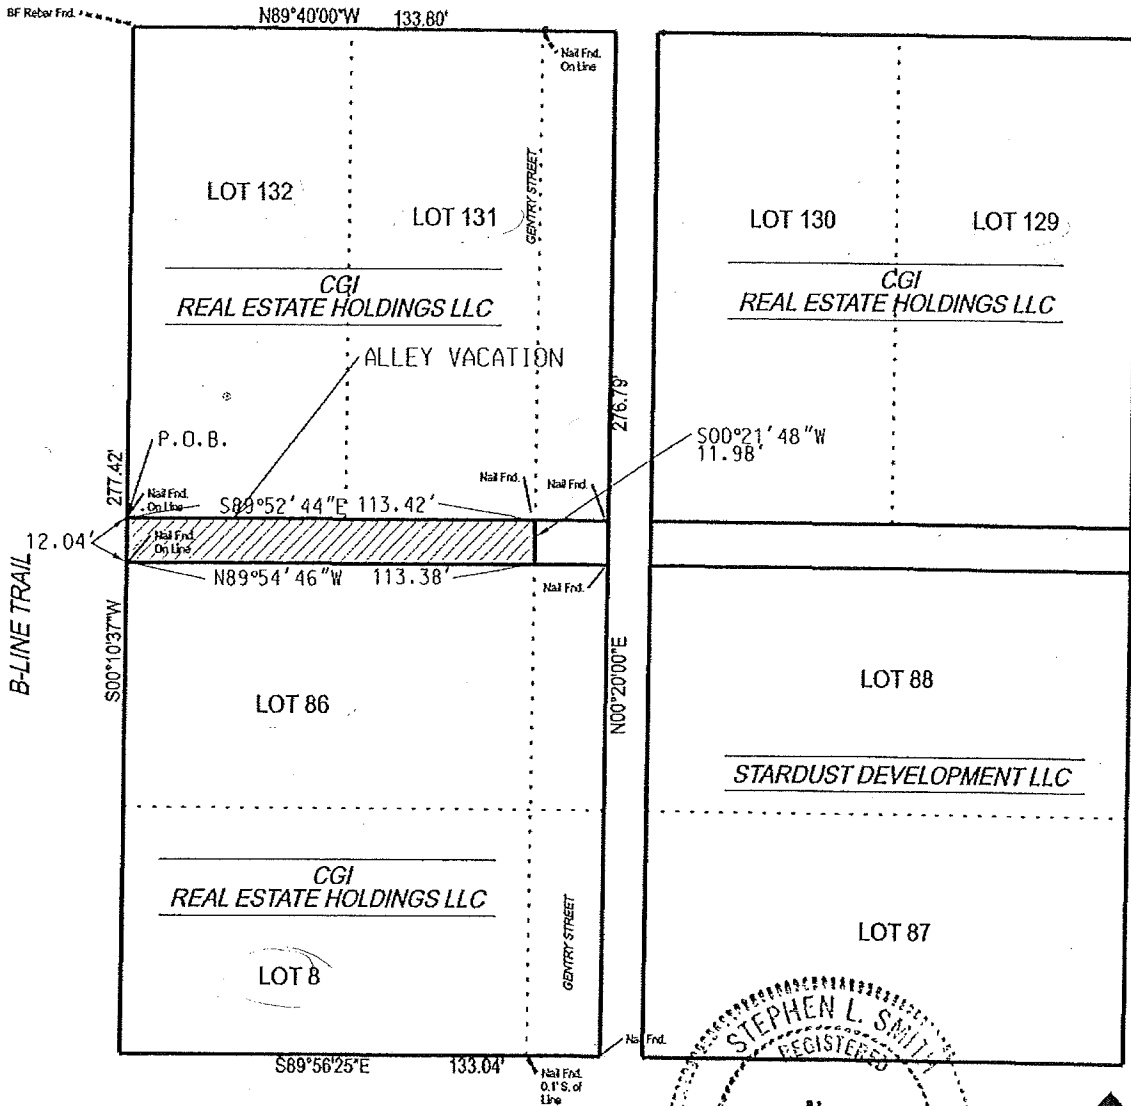 BF Rebar Fnd.
N89°40'00"W 133.80'
Nail Fnd.
On Line
GENTRY STREET
LOT 132
LOT 131
LOT 130
LOT 129
CGI
REAL ESTATE HOLDINGS LLC
CGI
REAL ESTATE HOLDINGS LLC
ALLEY VACATION
276.79'
P.O.B.
S00°21'48"W
11.98'
277.42'
Nail Fnd.
On Line
Nail Fnd.
Nail Fnd.
S89°52'44"E 113.42'
12.04'
Nail Fnd.
On Line
N89°54'46"W 113.38'
Nail Fnd.
B-LINE TRAIL
S00°10'37"W
N00°20'00"E
LOT 86
LOT 88
STARDUST DEVELOPMENT LLC
CGI
REAL ESTATE HOLDINGS LLC
GENTRY STREET
LOT 87
LOT 8
STEPHEN L. SMITH
REGISTERED
Nail Fnd.
S89°56'25"E 133.04'
Nail Fnd.
0.1' S. of
Line